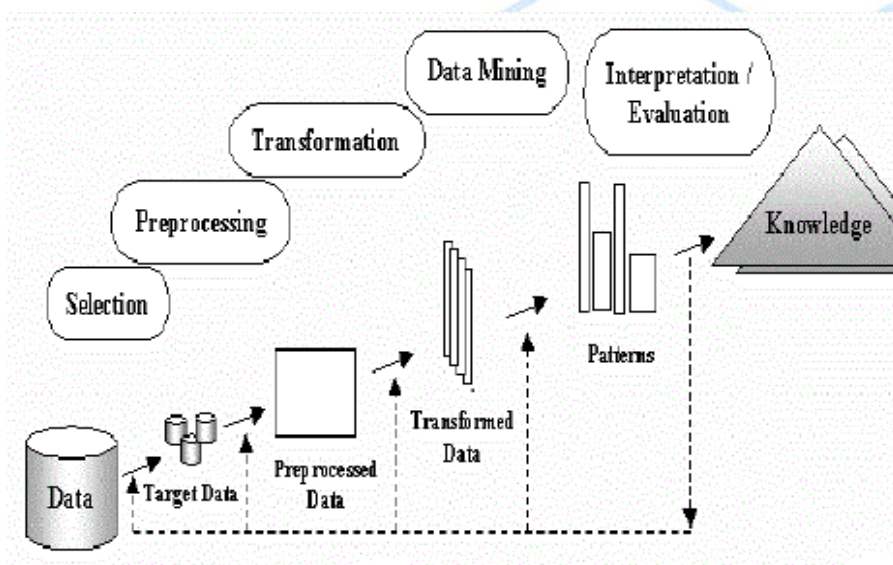 Data Mining
Interpretation /
Evaluation
Transformation
Preprocessing
Selection
Knowledge
Patterns
Transformed
Data
Preprocessed
Data
Target Data
Data